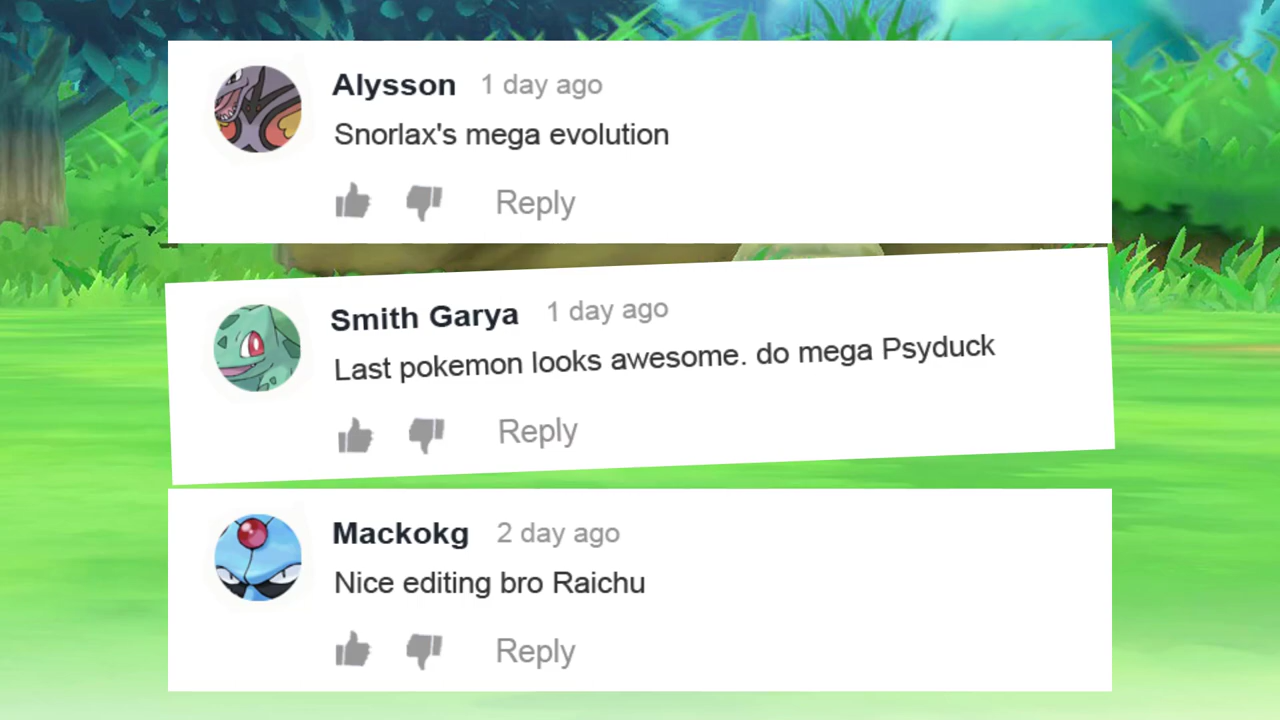 Alysson 1 day ago
Snorlax's mega evolution
Reply
Smith Garya 1 day ago
Last pokemon looks awesome. do mega Psyduck
Reply
Mackokg 2 day ago
Nice editing bro Raichu
Reply